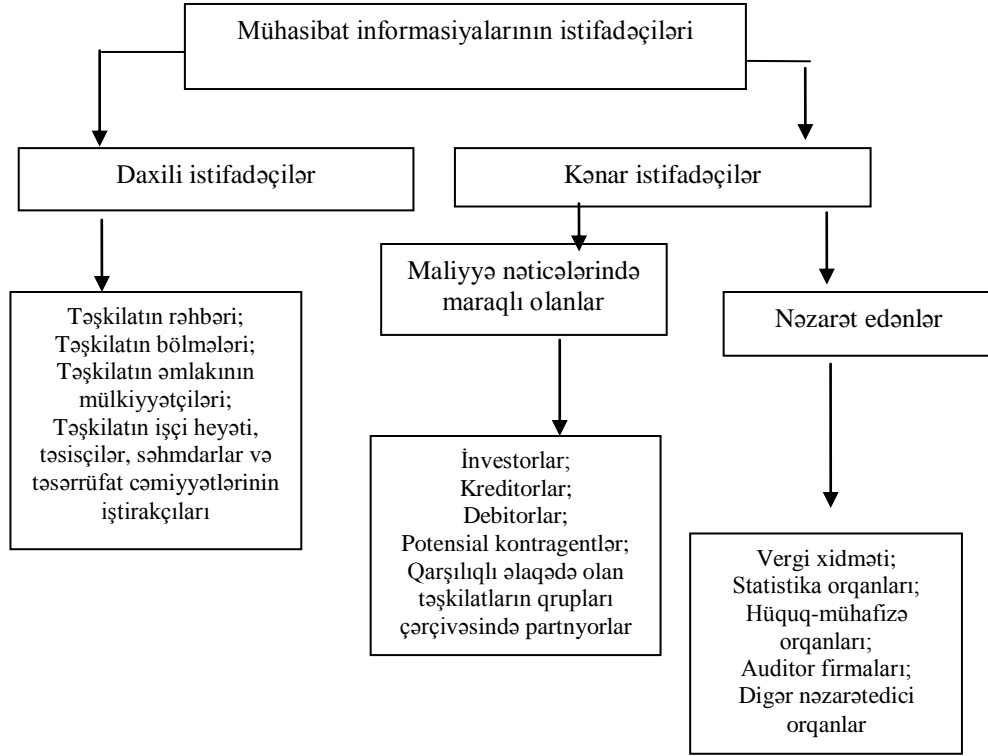 Mühasibat informasiyalarının istifadəçiləri
Daxili istifadəçilər
Kənar istifadəçilər
Təşkilatın rəhbəri;
Təşkilatın bölmələri;
Təşkilatın əmlakının
mülkiyyətçiləri;
Təşkilatın işçi heyəti,
təsisçilər, səhmdarlar və
təsərrüfat cəmiyyətlərinin
iştirakçıları
Maliyyə nəticələrində
maraqlı olanlar
Nəzarət edənlər
İnvestorlar;
Kreditorlar;
Debitorlar;
Potensial kontragentlər;
Qarşılıqlı əlaqədə olan
təşkilatların qrupları
çərçivəsində partnyorlar
Vergi xidməti;
Statistika orqanları;
Hüquq-mühafizə
orqanları;
Auditor firmaları;
Digər nəzarətedici
orqanlar